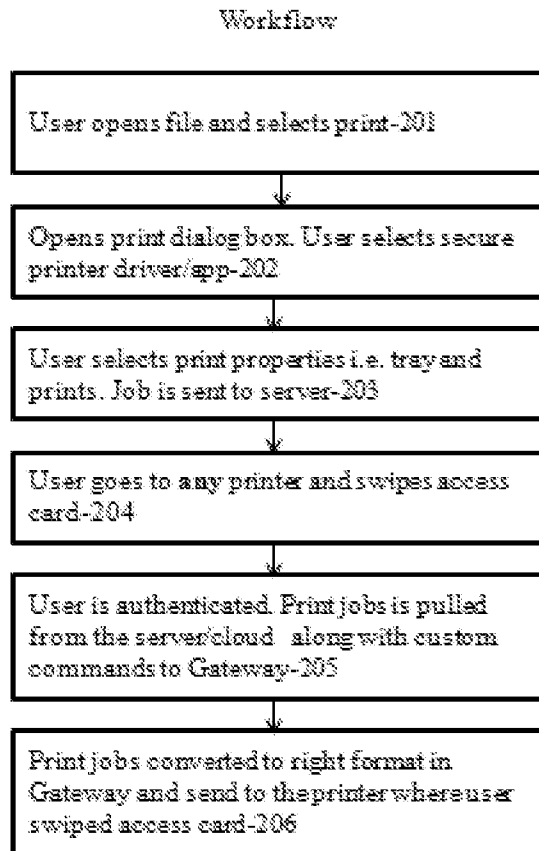 Workflow
User opens file and selects print-201
Opens print dialog box. User selects secure
printer driver/app-202
User selects print properties i.e. tray and
prints. Job is sent to server-203
User goes to any printer and swipes access
card-204
User is authenticated. Print jobs is pulled
from the server/cloud along with custom
commands to Gateway-205
Print jobs converted to right format in
Gateway and send to the printer where user
swiped access card-206